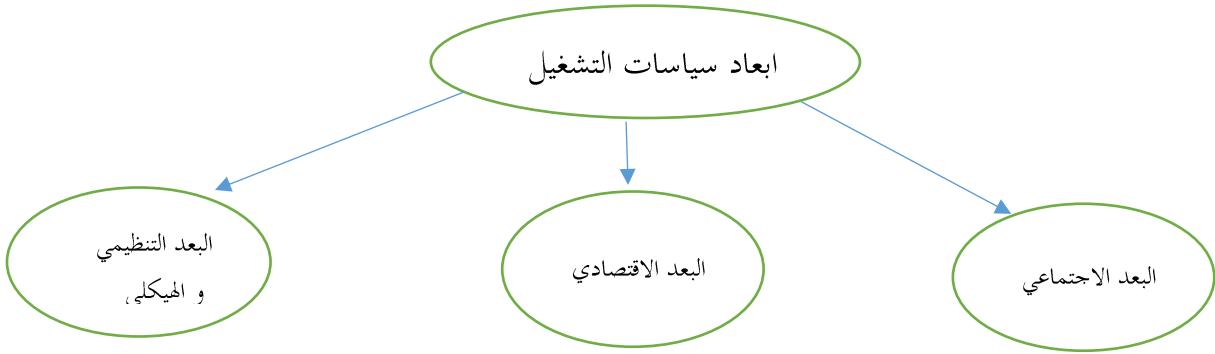 ابعاد سياسات التشغيل
البعد الاجتماعي
البعد الاقتصادي
البعد التنظيمي
و الهيكلي